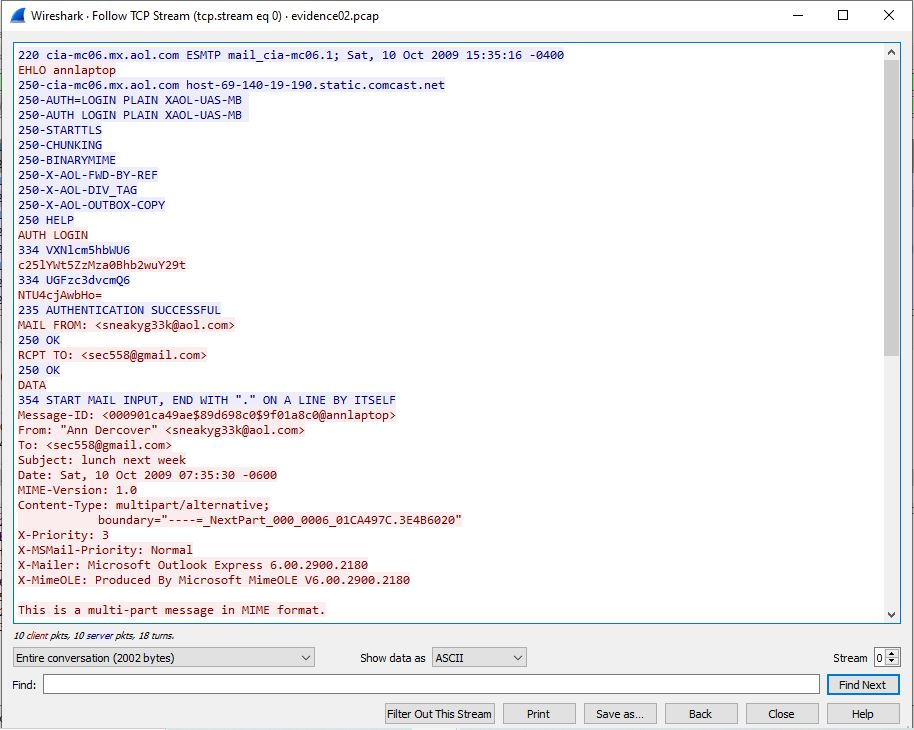 Wireshark · Follow TCP Stream (tcp.stream eq 0) · evidence02.pcap
220 cia-mc06.mx.aol.com ESMTP mail_cia-mc06.1; Sat, 10 Oct 2009 15:35:16 -0400
EHLO annlaptop
250-cia-mc06.mx.aol.com host-69-140-19-190.static.comcast.net
250-AUTH=LOGIN PLAIN XAOL-UAS-MB
250-AUTH LOGIN PLAIN XAOL-UAS-MB
250-STARTTLS
250-CHUNKING
250-BINARYMIME
250-X-AOL-FWD-BY-REF
250-X-AOL-DIV_TAG
250-X-AOL-OUTBOX-COPY
250 HELP
AUTH LOGIN
334 VXNlcm5hbWU6
c25lYWt5ZzMza0Bhb2wuY29t
334 UGFzc3dvcmQ6
NTU4cjAwbHo=
235 AUTHENTICATION SUCCESSFUL
MAIL FROM: <sneakyg33k@aol.com>
250 OK
RCPT TO: <sec558@gmail.com>
250 OK
DATA
354 START MAIL INPUT, END WITH "." ON A LINE BY ITSELF
Message-ID: <000901ca49ae$89d698c0$9f01a8c0@annlaptop>
From: "Ann Dercover" <sneakyg33k@aol.com>
To: <sec558@gmail.com>
Subject: lunch next week
Date: Sat, 10 Oct 2009 07:35:30 -0600
MIME-Version: 1.0
Content-Type: multipart/alternative;
boundary="----=_NextPart_000_0006_01CA497C.3E4B6020"
X-Priority: 3
X-MSMail-Priority: Normal
X-Mailer: Microsoft Outlook Express 6.00.2900.2180
X-MimeOLE: Produced By Microsoft MimeOLE V6.00.2900.2180
This is a multi-part message in MIME format.
10 client pkts, 10 server pkts, 18 turns.
Entire conversation (2002 bytes) Show data as ASCII Stream 0
Find: Find Next
Filter Out This Stream Print Save as... Back Close Help